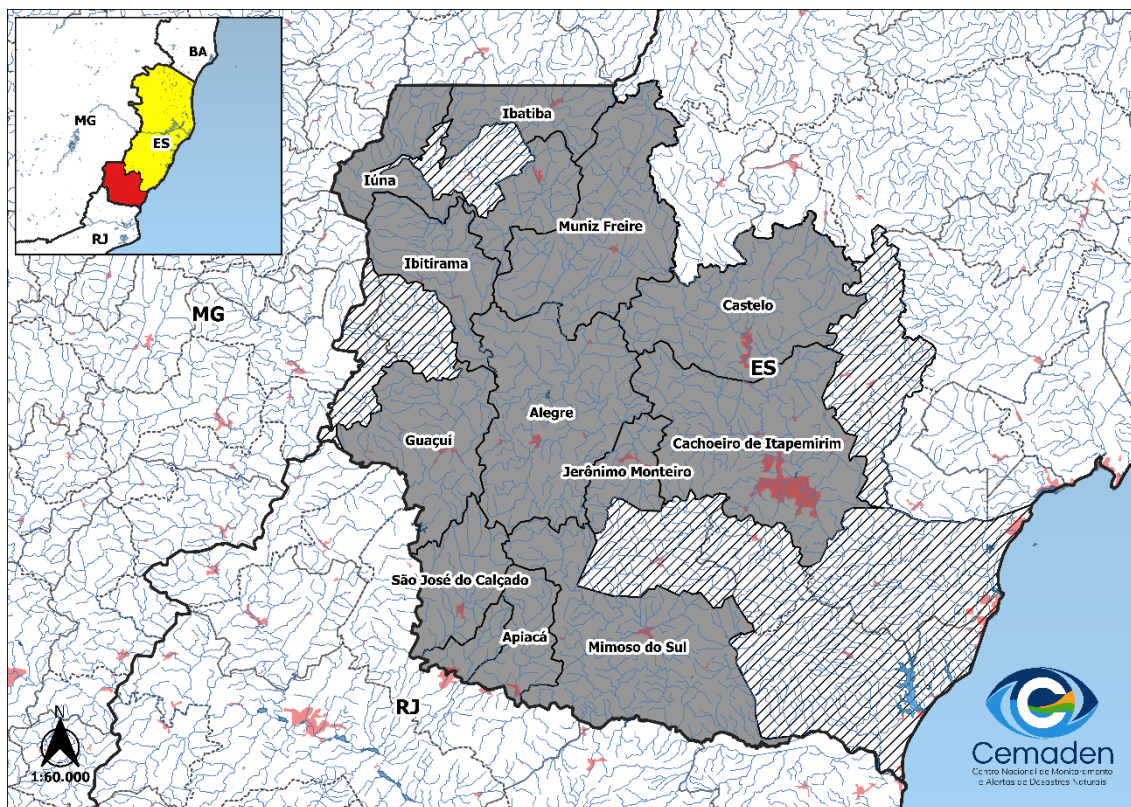 BA
MG
ES
RJ
Ibatiba
Iúna
Muniz Freire
Ibitirama
Castelo
MG
ES
Alegre
Guaçuí
Cachoeiro de Itapemirim
Jerônimo Monteiro
São José do Calçado
Apiacá
Mimoso do Sul
RJ
N
1:60.000
Cemaden
Centro Nacional de Monitoramento
e Alertas de Desastres Naturais